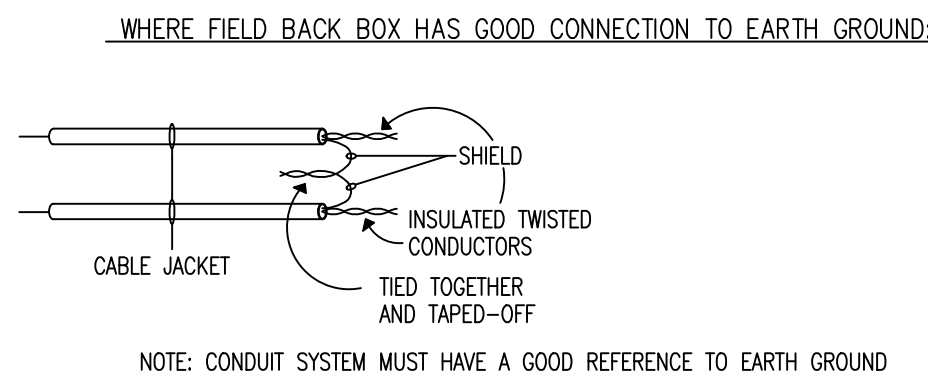 WHERE FIELD BACK BOX HAS GOOD CONNECTION TO EARTH GROUND:
SHIELD
INSULATED TWISTED
CONDUCTORS
CABLE JACKET
TIED TOGETHER
AND TAPED-OFF
NOTE: CONDUIT SYSTEM MUST HAVE A GOOD REFERENCE TO EARTH GROUND